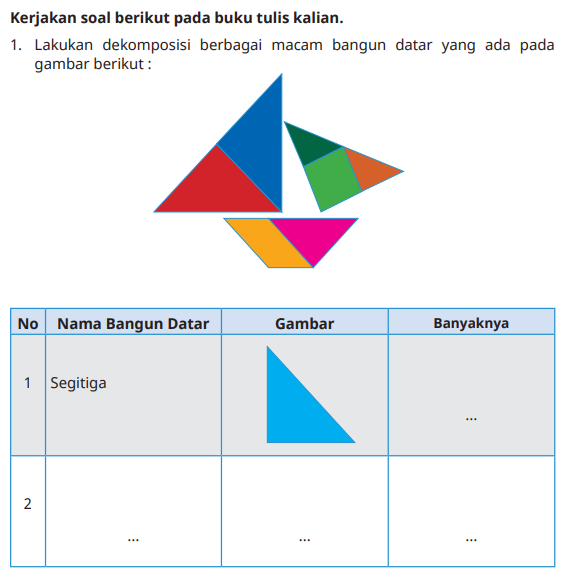 Kerjakan soal berikut pada buku tulis kalian.
1. Lakukan dekomposisi berbagai macam bangun datar yang ada pada
gambar berikut :
No Nama Bangun Datar Gambar Banyaknya
1 Segitiga ...
2 ... ... ...